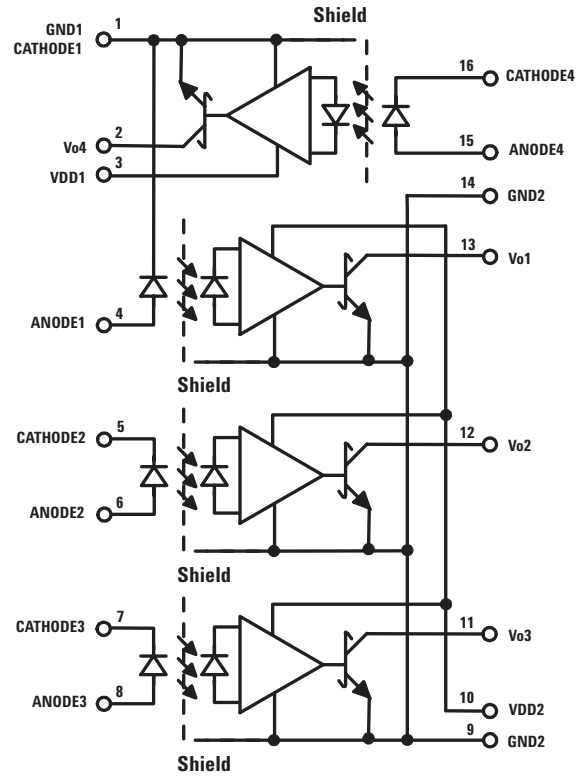 Shield
GND1 1
CATHODE1
16 CATHODE4
2
Vo4
3
VDD1
15 ANODE4
14 GND2
13 Vo1
ANODE1 4
Shield
CATHODE2 5
12 Vo2
ANODE2 6
Shield
CATHODE3 7
11 Vo3
ANODE3 8
10 VDD2
9 GND2
Shield